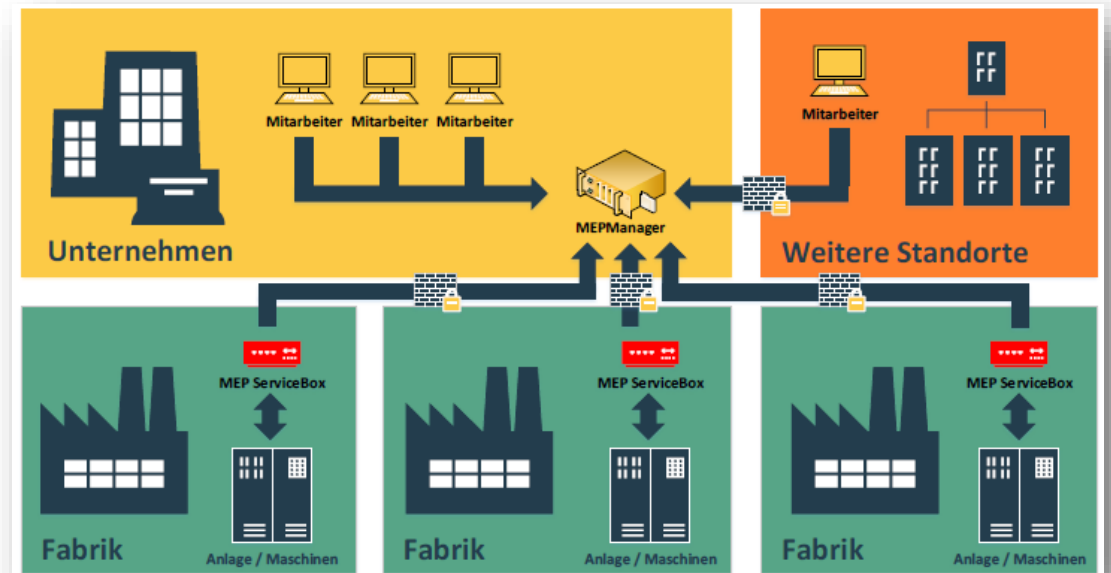 Mitarbeiter Mitarbeiter Mitarbeiter
MEPManager
Unternehmen
Mitarbeiter
Weitere Standorte
MEP ServiceBox
Anlage / Maschinen
Fabrik
MEP ServiceBox
Anlage / Maschinen
Fabrik
MEP ServiceBox
Anlage / Maschinen
Fabrik